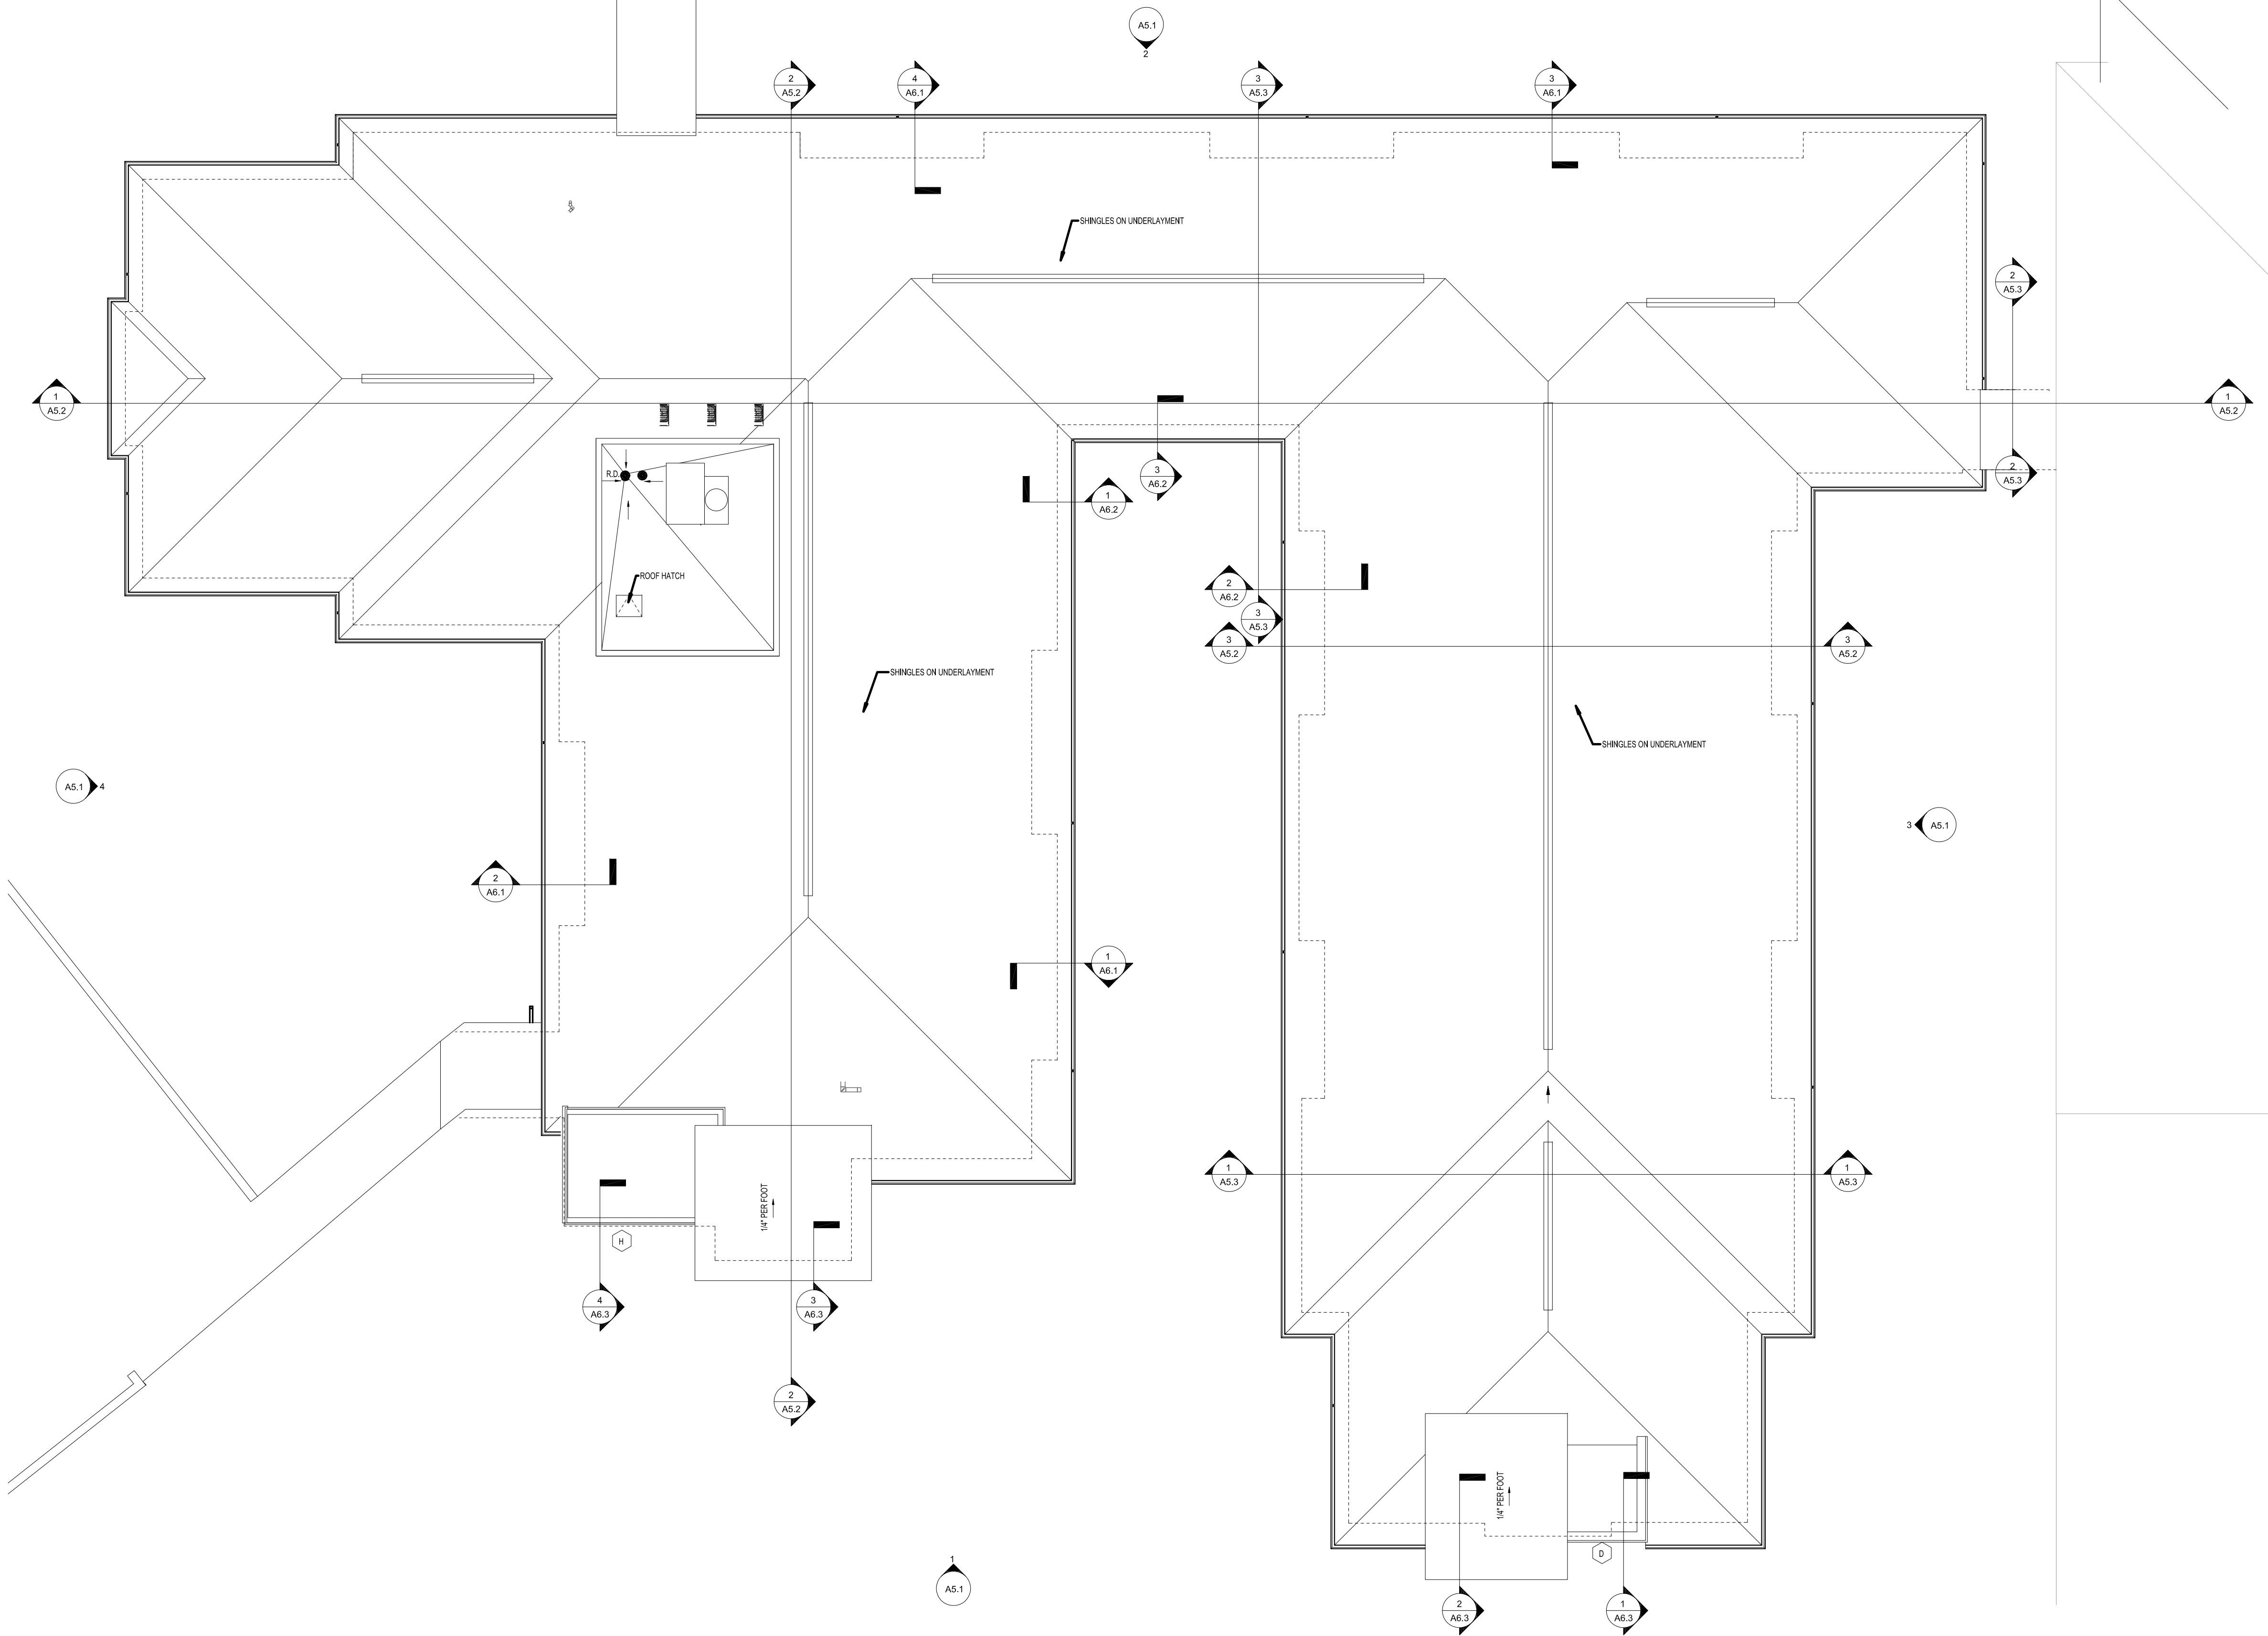 A5.1
2
2
A5.2
4
A6.1
3
A5.3
3
A6.1
SHINGLES ON UNDERLAYMENT
2
A5.3
1
A5.2
1
A5.2
R.D.
3
A6.2
2
A5.3
1
A6.2
ROOF HATCH
2
A6.2
3
A5.3
3
A5.2
3
A5.2
SHINGLES ON UNDERLAYMENT
SHINGLES ON UNDERLAYMENT
A5.1
4
3
A5.1
2
A6.1
1
A6.1
1
A5.3
1
A5.3
1/4" PER FOOT
H
4
A6.3
3
A6.3
2
A5.2
1/4" PER FOOT
D
1
A5.1
2
A6.3
1
A6.3